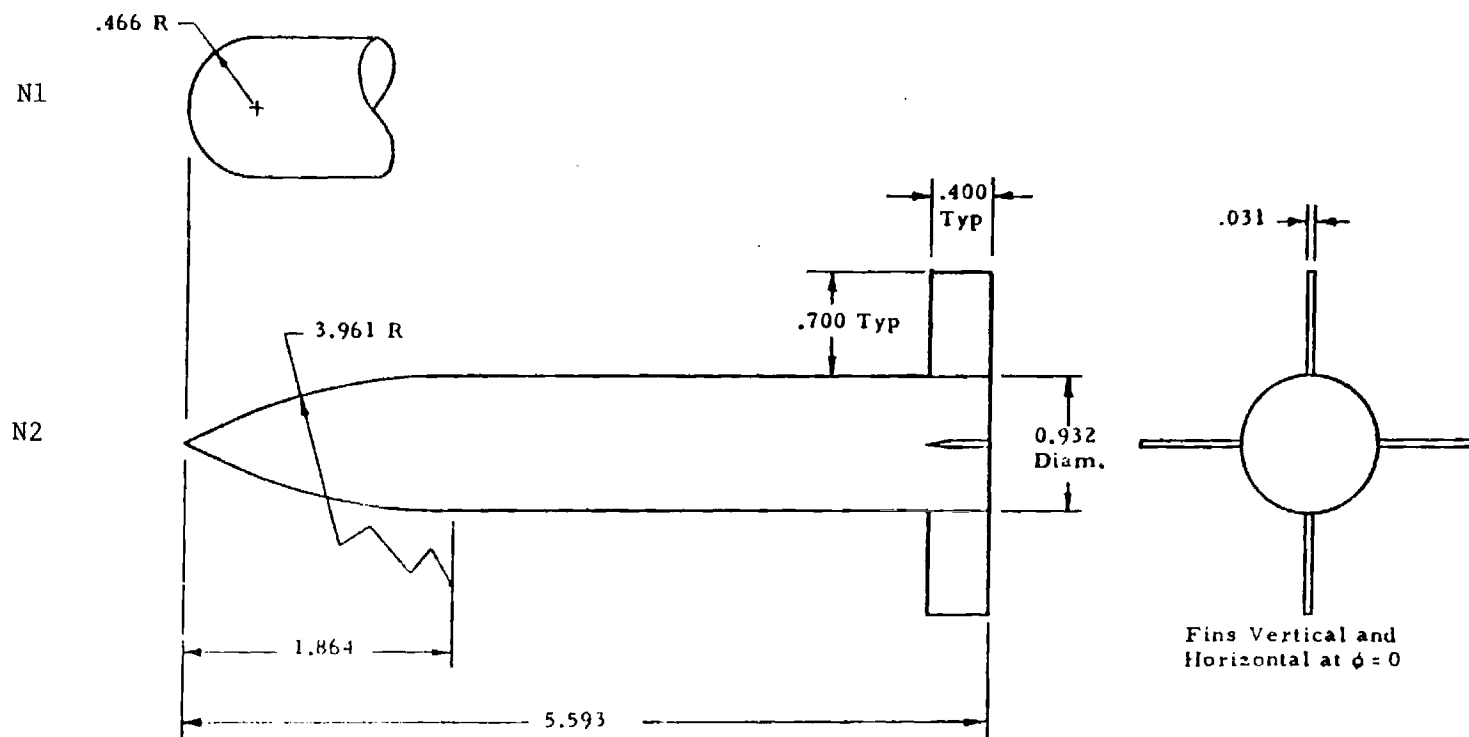 .466 R
N1
.400
Typ
.031
.700 Typ
3.961 R
N2
0.932
Diam.
1.864
5.593
Fins Vertical and
Horizontal at ϕ = 0